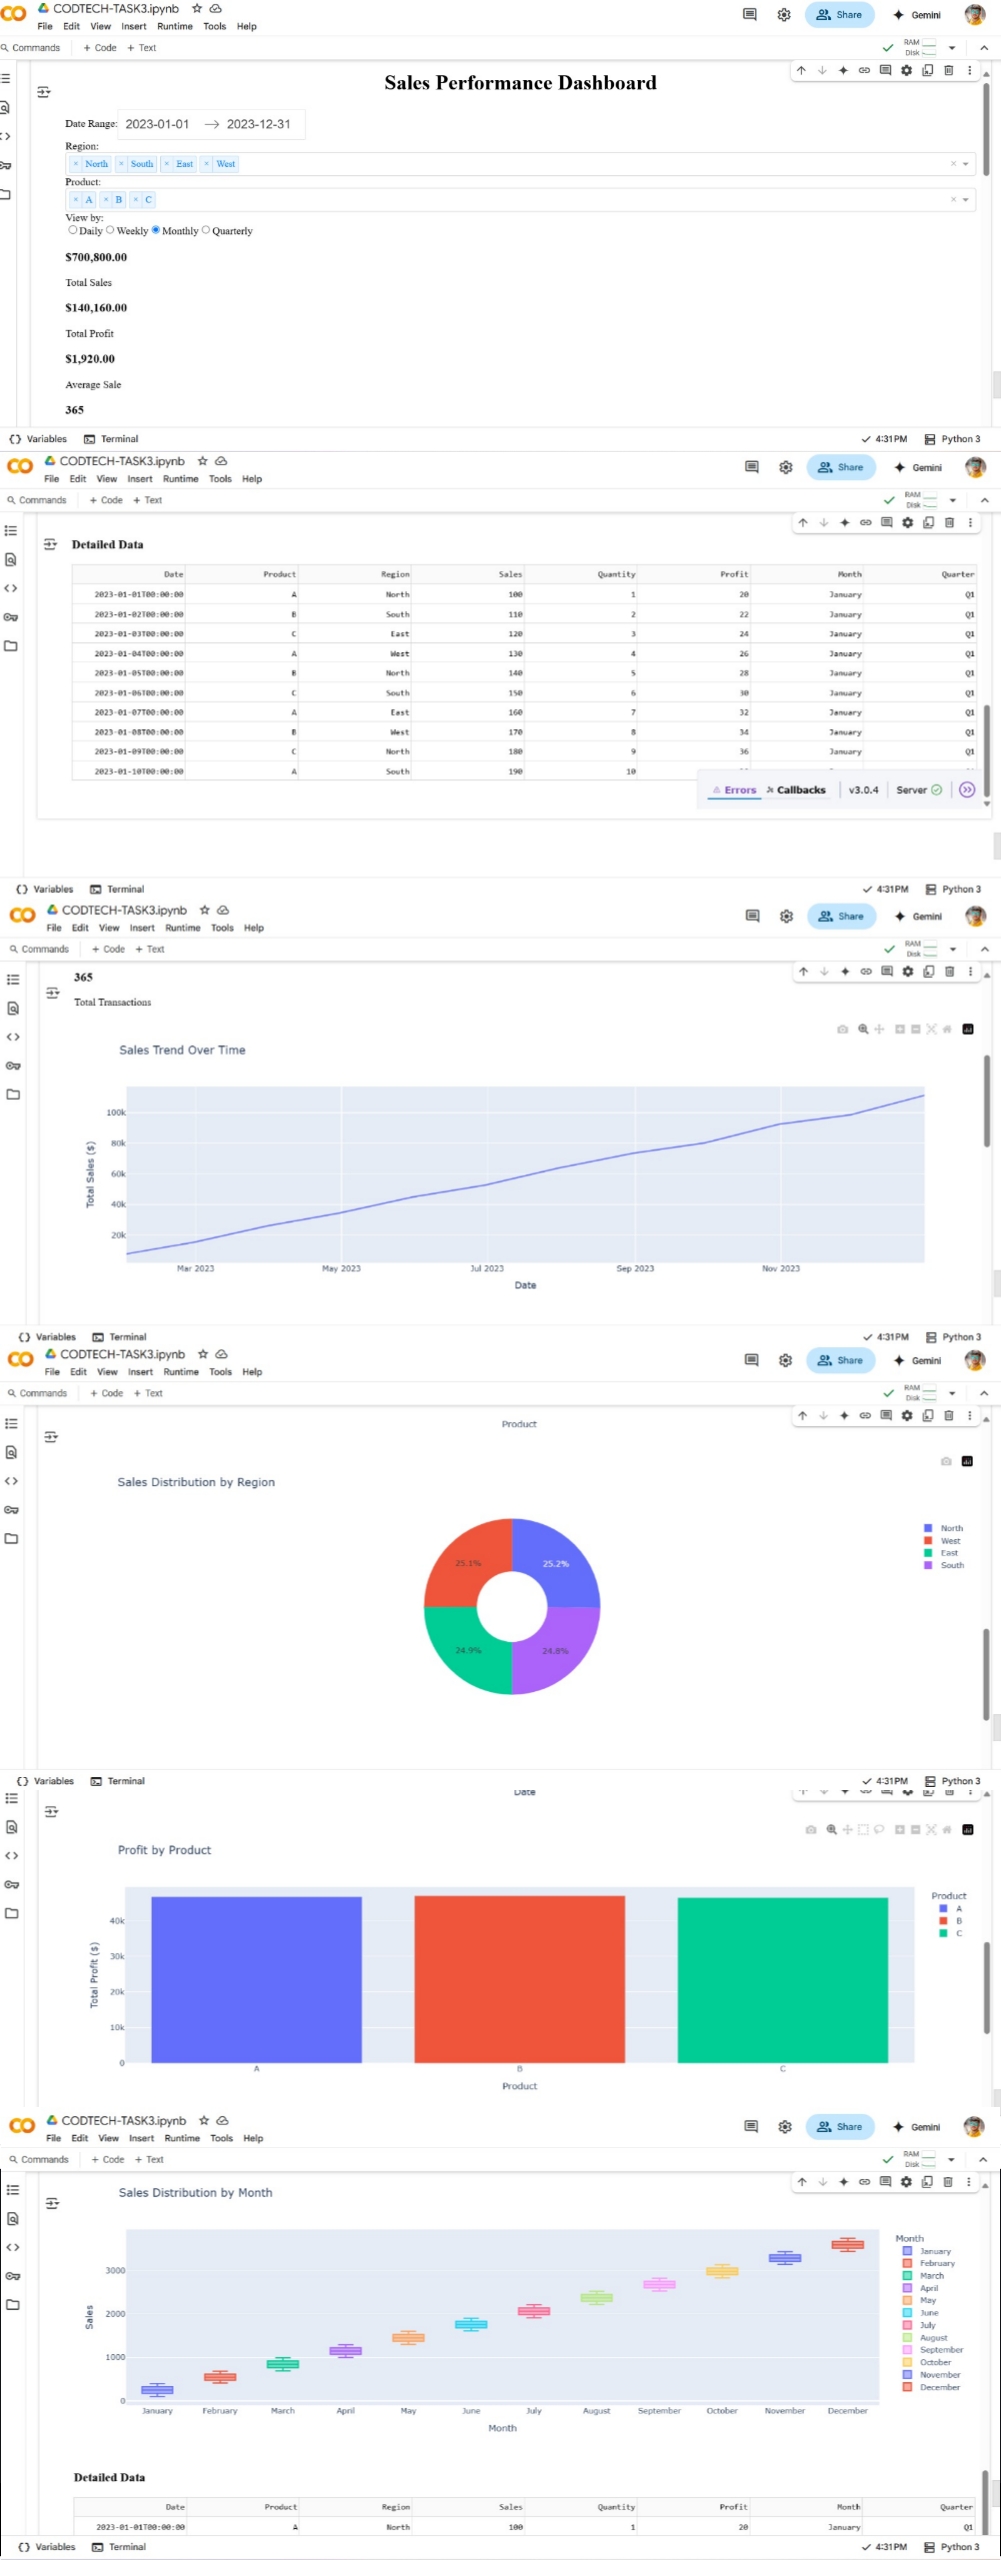 CODTECH-TASK3.ipynb
File Edit View Insert Runtime Tools Help
Share Gemini
Commands + Code + Text
RAM
Disk
Sales Performance Dashboard
Date Range: 2023-01-01 → 2023-12-31
Region:
× North × South × East × West
Product:
× A × B × C
View by:
Daily Weekly Monthly Quarterly
$700,800.00
Total Sales
$140,160.00
Total Profit
$1,920.00
Average Sale
365
Variables Terminal 4:31PM Python 3
CODTECH-TASK3.ipynb
File Edit View Insert Runtime Tools Help
Share Gemini
Commands + Code + Text
RAM
Disk
Detailed Data
Date Product Region Sales Quantity Profit Month Quarter
2023-01-01T00:00:00 A North 100 1 20 January Q1
2023-01-02T00:00:00 B South 110 2 22 January Q1
2023-01-03T00:00:00 C East 120 3 24 January Q1
2023-01-04T00:00:00 A West 130 4 26 January Q1
2023-01-05T00:00:00 B North 140 5 28 January Q1
2023-01-06T00:00:00 C South 150 6 30 January Q1
2023-01-07T00:00:00 A East 160 7 32 January Q1
2023-01-08T00:00:00 B West 170 8 34 January Q1
2023-01-09T00:00:00 C North 180 9 36 January Q1
2023-01-10T00:00:00 A South 190 10
Errors Callbacks v3.0.4 Server
Variables Terminal 4:31PM Python 3
CODTECH-TASK3.ipynb
File Edit View Insert Runtime Tools Help
Share Gemini
Commands + Code + Text
RAM
Disk
365
Total Transactions
Sales Trend Over Time
100k
80k
60k
40k
20k
Total Sales ($)
Mar 2023 May 2023 Jul 2023 Sep 2023 Nov 2023
Date
Variables Terminal 4:31PM Python 3
CODTECH-TASK3.ipynb
File Edit View Insert Runtime Tools Help
Share Gemini
Commands + Code + Text
RAM
Disk
Product
Sales Distribution by Region
North
West
East
South
25.1% 25.2%
24.9% 24.8%
Variables Terminal 4:31PM Python 3
Date
Profit by Product
Product
A
B
C
40k
30k
20k
10k
0
Total Profit ($)
A B C
Product
CODTECH-TASK3.ipynb
File Edit View Insert Runtime Tools Help
Share Gemini
Commands + Code + Text
RAM
Disk
Sales Distribution by Month
Month
January
February
March
April
May
June
July
August
September
October
November
December
3000
2000
1000
0
Sales
January February March April May June July August September October November December
Month
Detailed Data
Date Product Region Sales Quantity Profit Month Quarter
2023-01-01T00:00:00 A North 100 1 20 January Q1
Variables Terminal 4:31PM Python 3